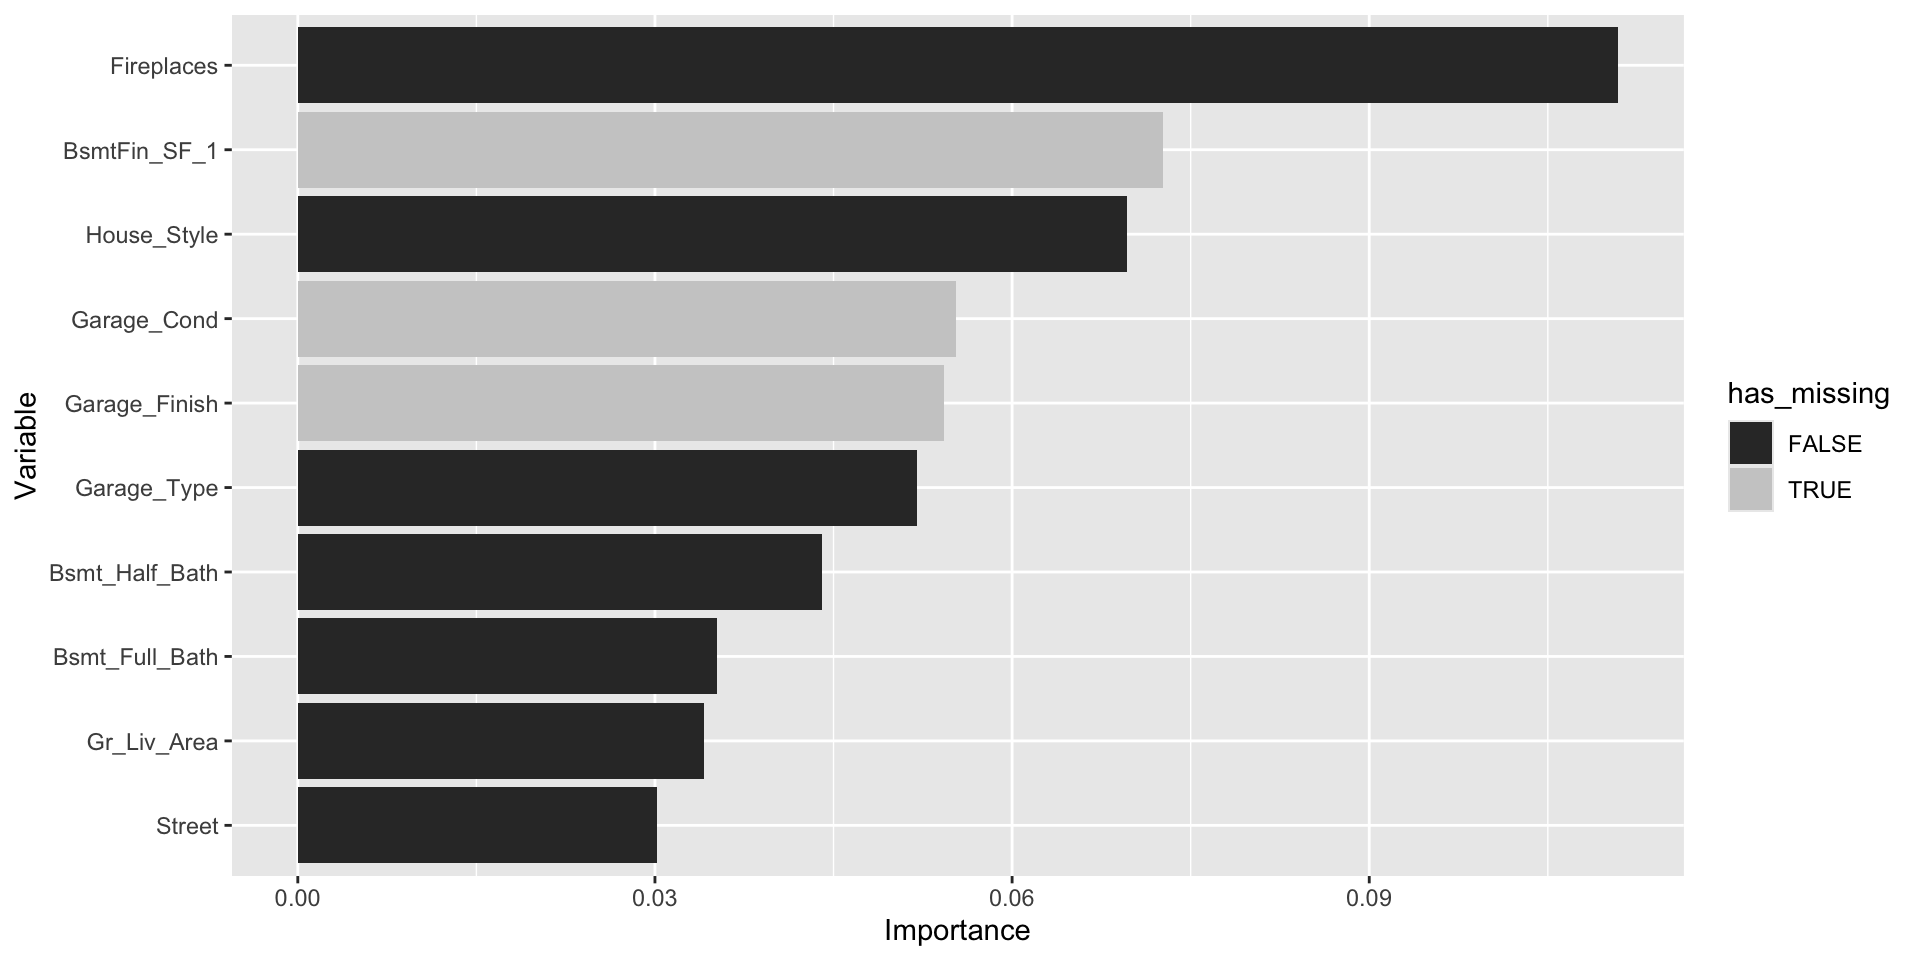 Fireplaces
BsmtFin_SF_1
House_Style
Garage_Cond
Garage_Finish
Garage_Type
Bsmt_Half_Bath
Bsmt_Full_Bath
Gr_Liv_Area
Street
Variable
0.00 0.03 0.06 0.09
Importance
has_missing
FALSE
TRUE